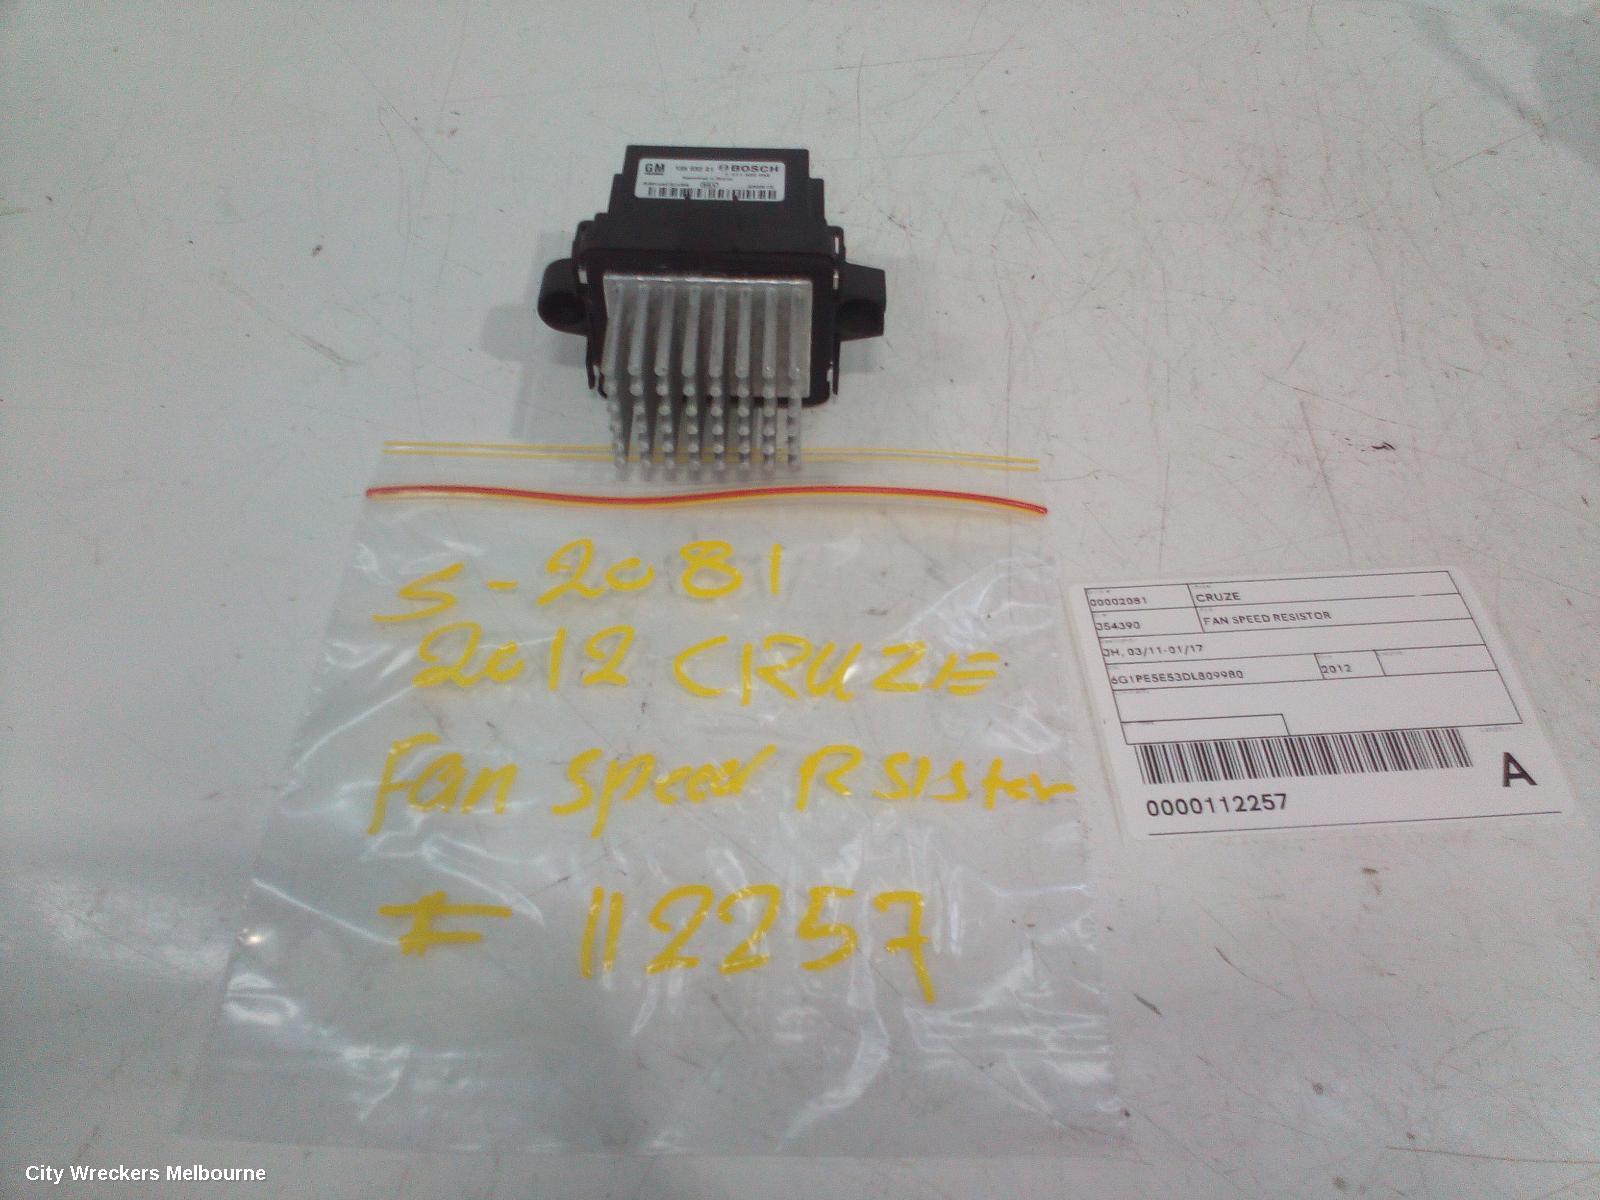 GM BOSCH
S-2081
2012 CRUZE
Fan Speed Rsistor
# 112257
00002081 CRUZE
J54390 FAN SPEED RESISTOR
JH, 03/11-01/17
6G1PE5E53DL809980 2012
A
0000112257
City Wreckers Melbourne